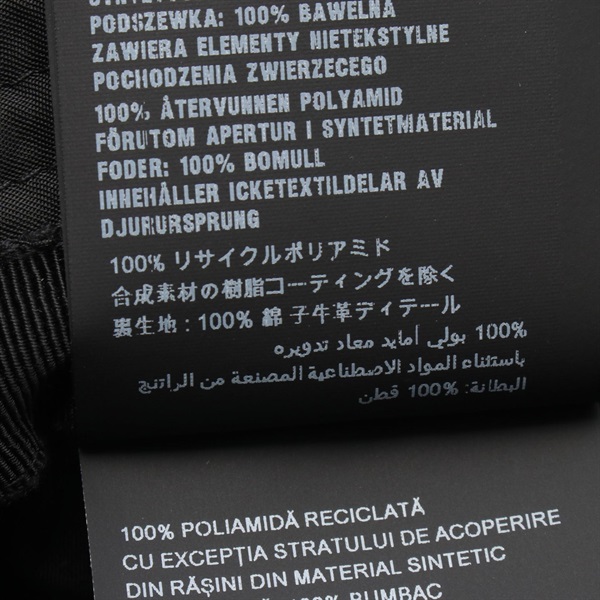 PODSZEWKA: 100% BAWEŁNA
ZAWIERA ELEMENTY NIETEKSTYLNE
POCHODZENIA ZWIERZECEGO
100% ÅTERVUNNEN POLYAMID
FÖRUTOM APERTUR I SYNTETMATERIAL
FODER: 100% BOMULL
INNEHÅLLER ICKETEXTILDELAR AV
DJURURSPRUNG
100% リサイクルポリアミド
合成素材の樹脂コーティングを除く
裏生地：100% 綿 子牛革ディテール
100% بولي أمايد معاد تدويره
باستثناء المواد الاصطناعية المصنعة من الراتنج
البطانة: 100% قطن
100% POLIAMIDĂ RECICLATĂ
CU EXCEPȚIA STRATULUI DE ACOPERIRE
DIN RĂȘINI DIN MATERIAL SINTETIC
100% BUMBAC